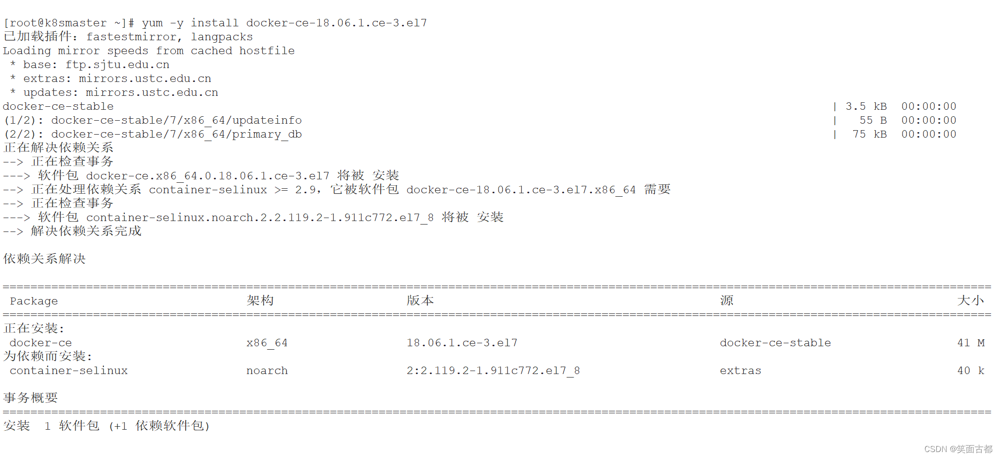 [root@k8smaster ~]# yum -y install docker-ce-18.06.1.ce-3.el7
已加载插件：fastestmirror, langpacks
Loading mirror speeds from cached hostfile
 * base: ftp.sjtu.edu.cn
 * extras: mirrors.ustc.edu.cn
 * updates: mirrors.ustc.edu.cn
docker-ce-stable | 3.5 kB 00:00:00
(1/2): docker-ce-stable/7/x86_64/updateinfo | 55 B 00:00:00
(2/2): docker-ce-stable/7/x86_64/primary_db | 75 kB 00:00:00
正在解决依赖关系
--> 正在检查事务
---> 软件包 docker-ce.x86_64.0.18.06.1.ce-3.el7 将被 安装
--> 正在处理依赖关系 container-selinux >= 2.9，它被软件包 docker-ce-18.06.1.ce-3.el7.x86_64 需要
--> 正在检查事务
---> 软件包 container-selinux.noarch.2.2.119.2-1.911c772.el7_8 将被 安装
--> 解决依赖关系完成
依赖关系解决
================================================================================
Package 架构 版本 源 大小
================================================================================
正在安装:
docker-ce x86_64 18.06.1.ce-3.el7 docker-ce-stable 41 M
为依赖而安装:
container-selinux noarch 2:2.119.2-1.911c772.el7_8 extras 40 k
事务概要
================================================================================
安装 1 软件包 (+1 依赖软件包)
CSDN @笑面古都